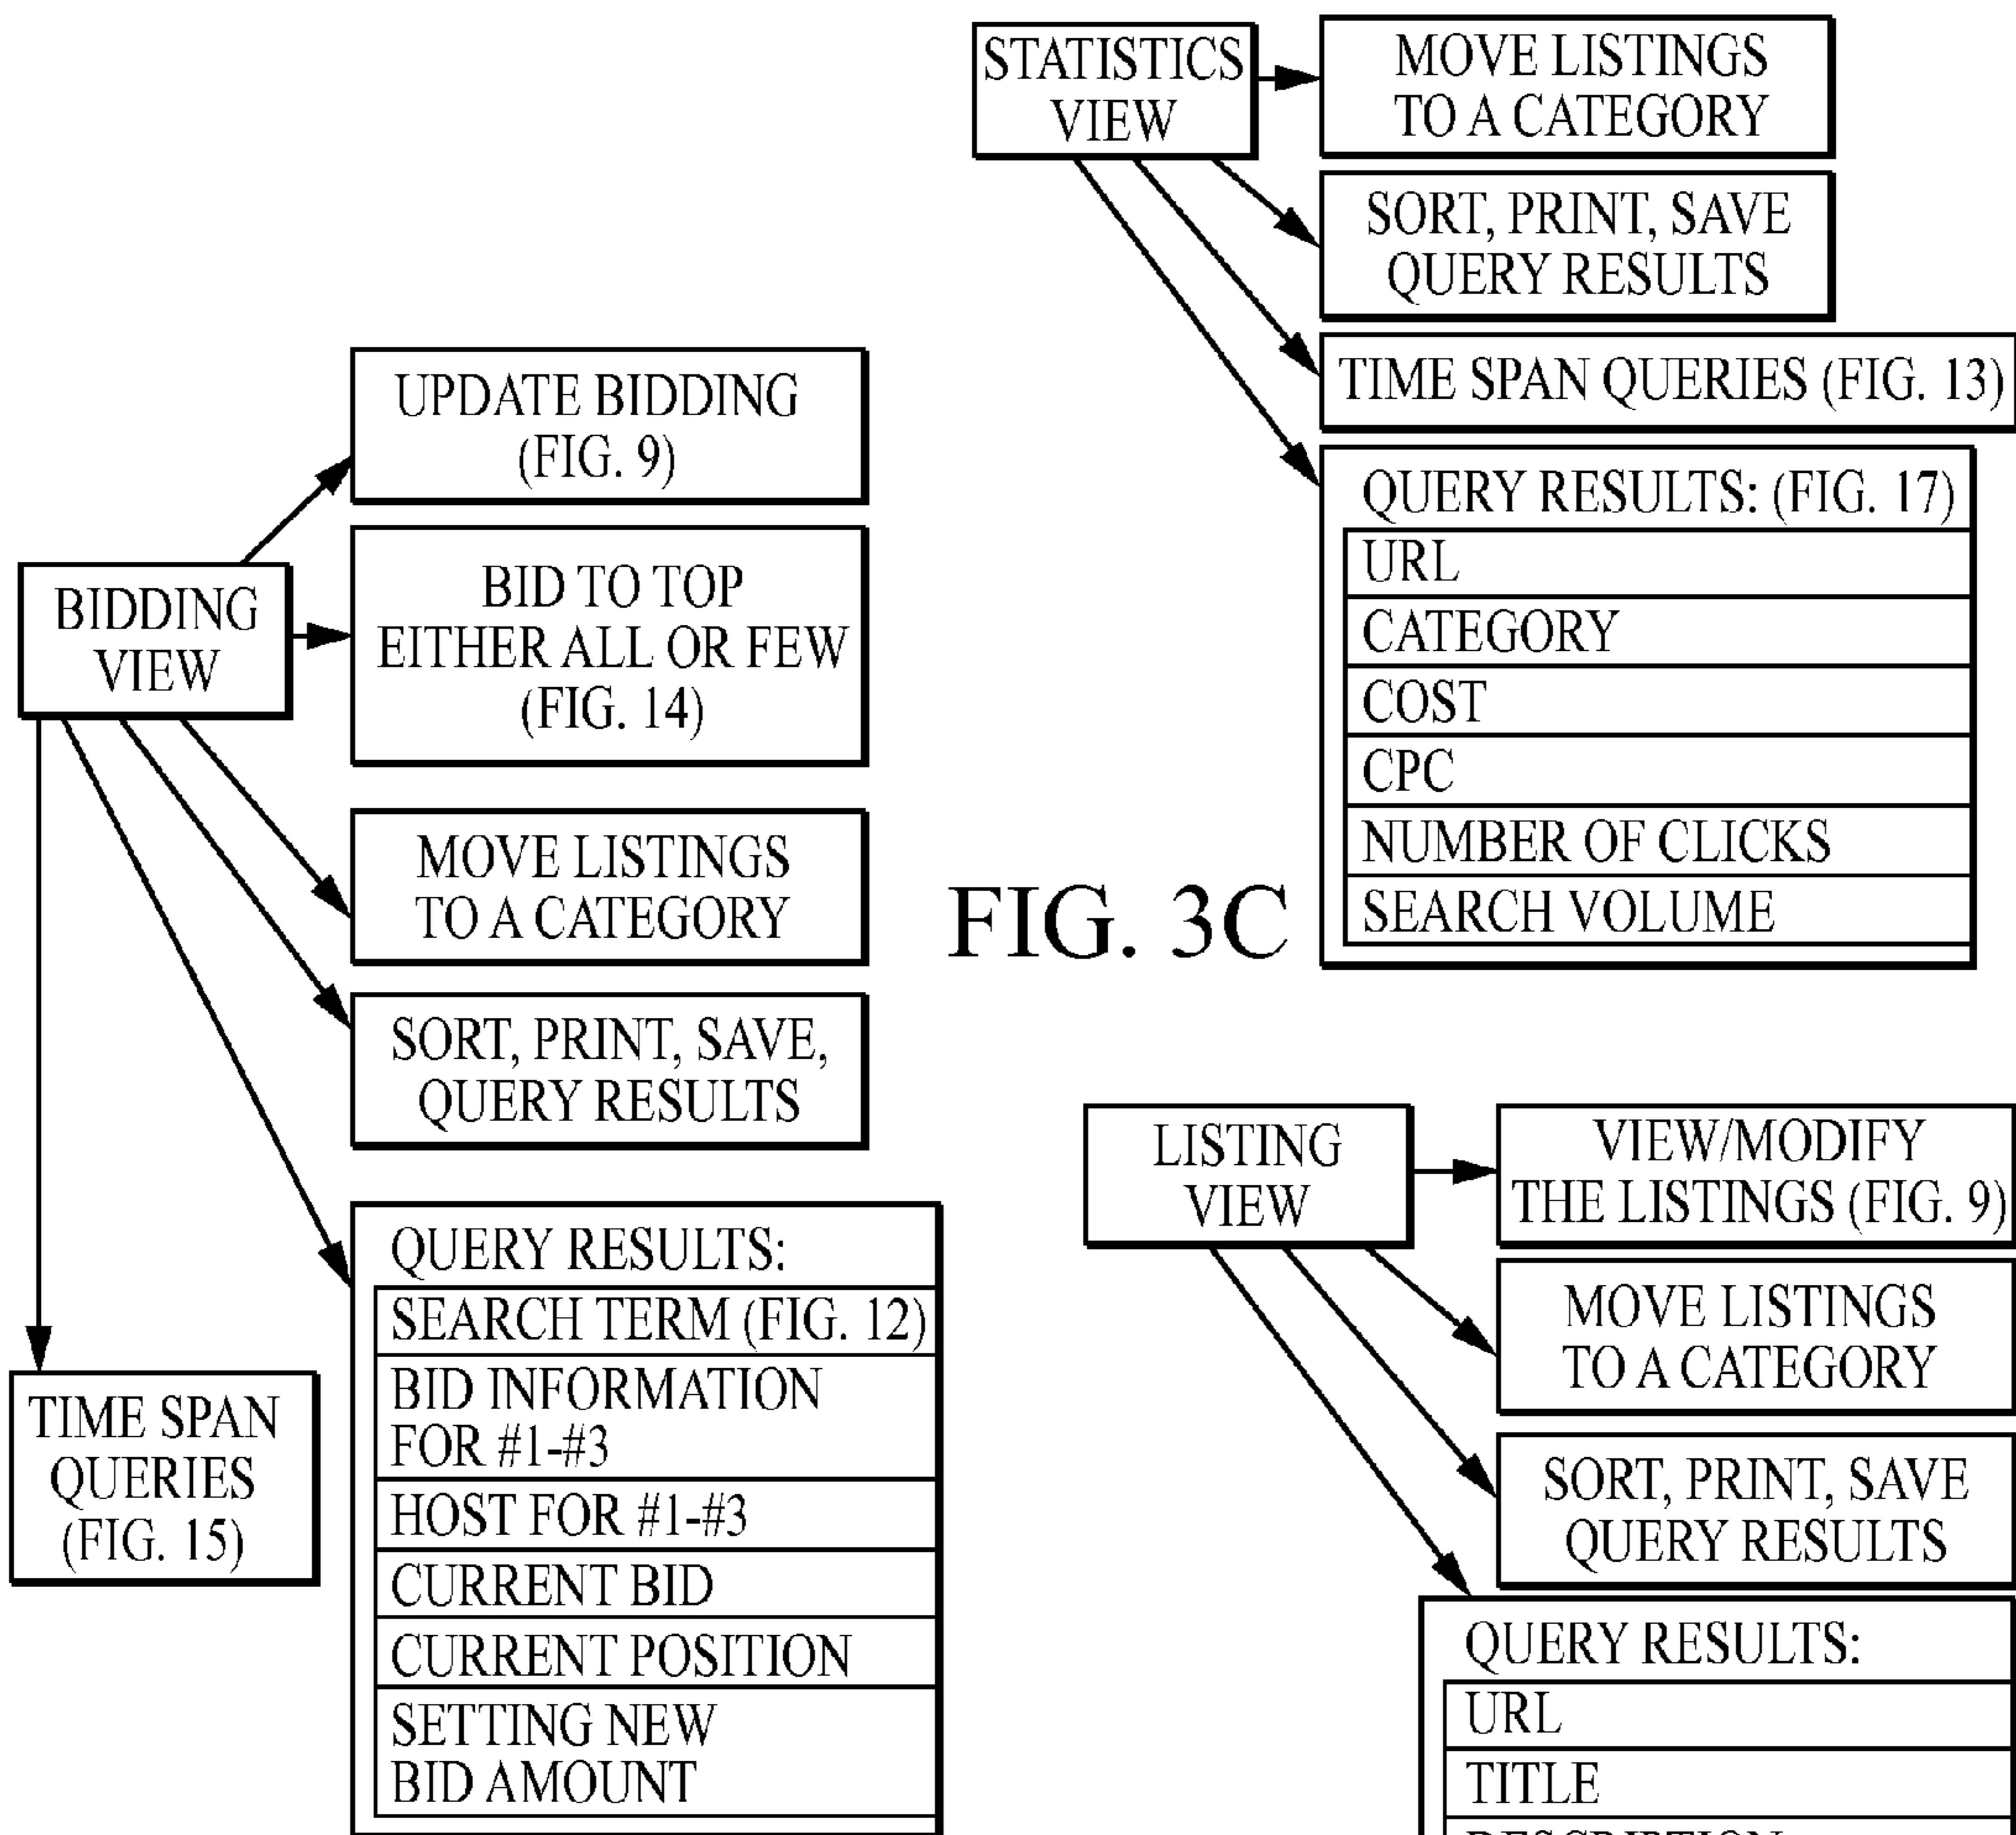 STATISTICS
VIEW
MOVE LISTINGS
TO A CATEGORY
SORT, PRINT, SAVE
QUERY RESULTS
TIME SPAN QUERIES (FIG. 13)
QUERY RESULTS: (FIG. 17)
URL
CATEGORY
COST
CPC
NUMBER OF CLICKS
SEARCH VOLUME
BIDDING
VIEW
UPDATE BIDDING
(FIG. 9)
BID TO TOP
EITHER ALL OR FEW
(FIG. 14)
MOVE LISTINGS
TO A CATEGORY
SORT, PRINT, SAVE,
QUERY RESULTS
QUERY RESULTS:
SEARCH TERM (FIG. 12)
BID INFORMATION
FOR #1-#3
HOST FOR #1-#3
CURRENT BID
CURRENT POSITION
SETTING NEW
BID AMOUNT
TIME SPAN
QUERIES
(FIG. 15)
FIG. 3C
LISTING
VIEW
VIEW/MODIFY
THE LISTINGS (FIG. 9)
MOVE LISTINGS
TO A CATEGORY
SORT, PRINT, SAVE
QUERY RESULTS
QUERY RESULTS:
URL
TITLE
DESCRIPTION